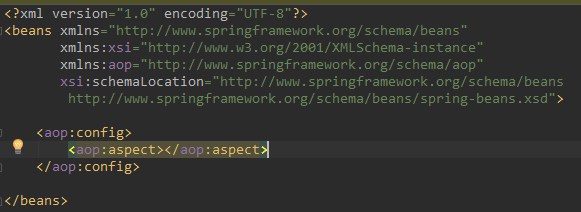 <?xml version="1.0" encoding="UTF-8"?>
<beans xmlns="http://www.springframework.org/schema/beans"
       xmlns:xsi="http://www.w3.org/2001/XMLSchema-instance"
       xmlns:aop="http://www.springframework.org/schema/aop"
       xsi:schemaLocation="http://www.springframework.org/schema/beans
        http://www.springframework.org/schema/beans/spring-beans.xsd">
    <aop:config>
        <aop:aspect></aop:aspect>
    </aop:config>
</beans>